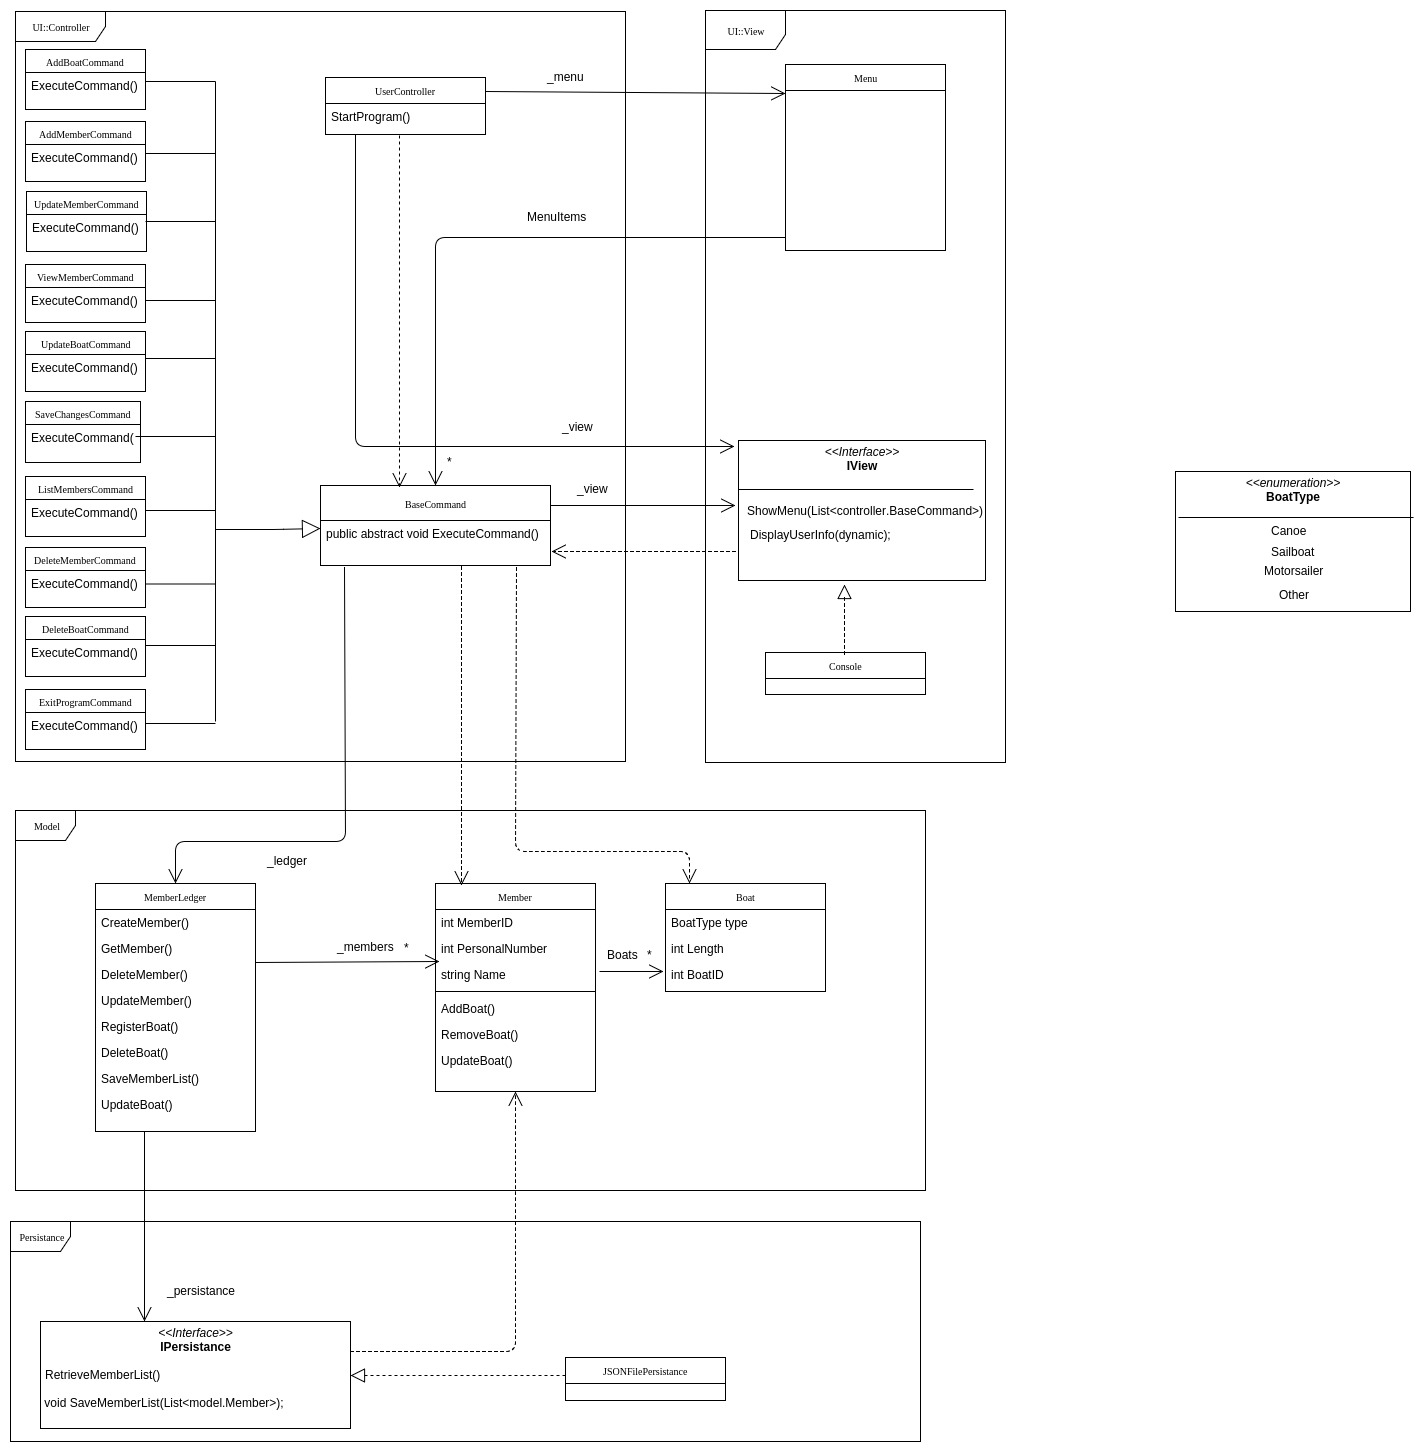 UI::Controller
AddBoatCommand
ExecuteCommand()
AddMemberCommand
ExecuteCommand()
UpdateMemberCommand
ExecuteCommand()
ViewMemberCommand
ExecuteCommand()
UpdateBoatCommand
ExecuteCommand()
SaveChangesCommand
ExecuteCommand(
ListMembersCommand
ExecuteCommand()
DeleteMemberCommand
ExecuteCommand()
DeleteBoatCommand
ExecuteCommand()
ExitProgramCommand
ExecuteCommand()
UserController
StartProgram()
_menu
MenuItems
_view
*
BaseCommand
public abstract void ExecuteCommand()
_view
UI::View
Menu
<<Interface>>
IView
ShowMenu(List<controller.BaseCommand>)
DisplayUserInfo(dynamic);
Console
<<enumeration>>
BoatType
Canoe
Sailboat
Motorsailer
Other
Model
_ledger
MemberLedger
CreateMember()
GetMember()
DeleteMember()
UpdateMember()
RegisterBoat()
DeleteBoat()
SaveMemberList()
UpdateBoat()
_members *
Member
int MemberID
int PersonalNumber
string Name
AddBoat()
RemoveBoat()
UpdateBoat()
Boats *
Boat
BoatType type
int Length
int BoatID
Persistance
_persistance
<<Interface>>
IPersistance
RetrieveMemberList()
void SaveMemberList(List<model.Member>);
JSONFilePersistance